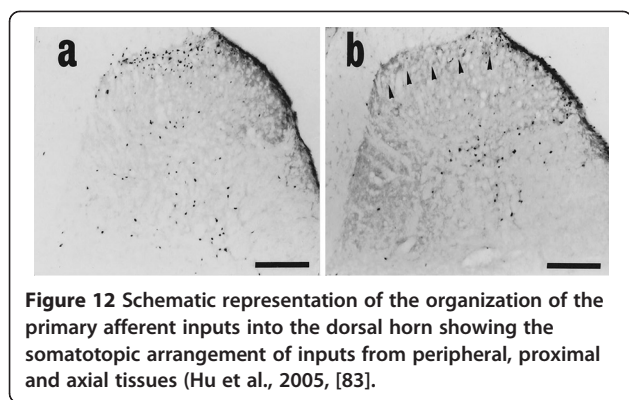 a b
Figure 12 Schematic representation of the organization of the
primary afferent inputs into the dorsal horn showing the
somatotopic arrangement of inputs from peripheral, proximal
and axial tissues (Hu et al., 2005, [83].